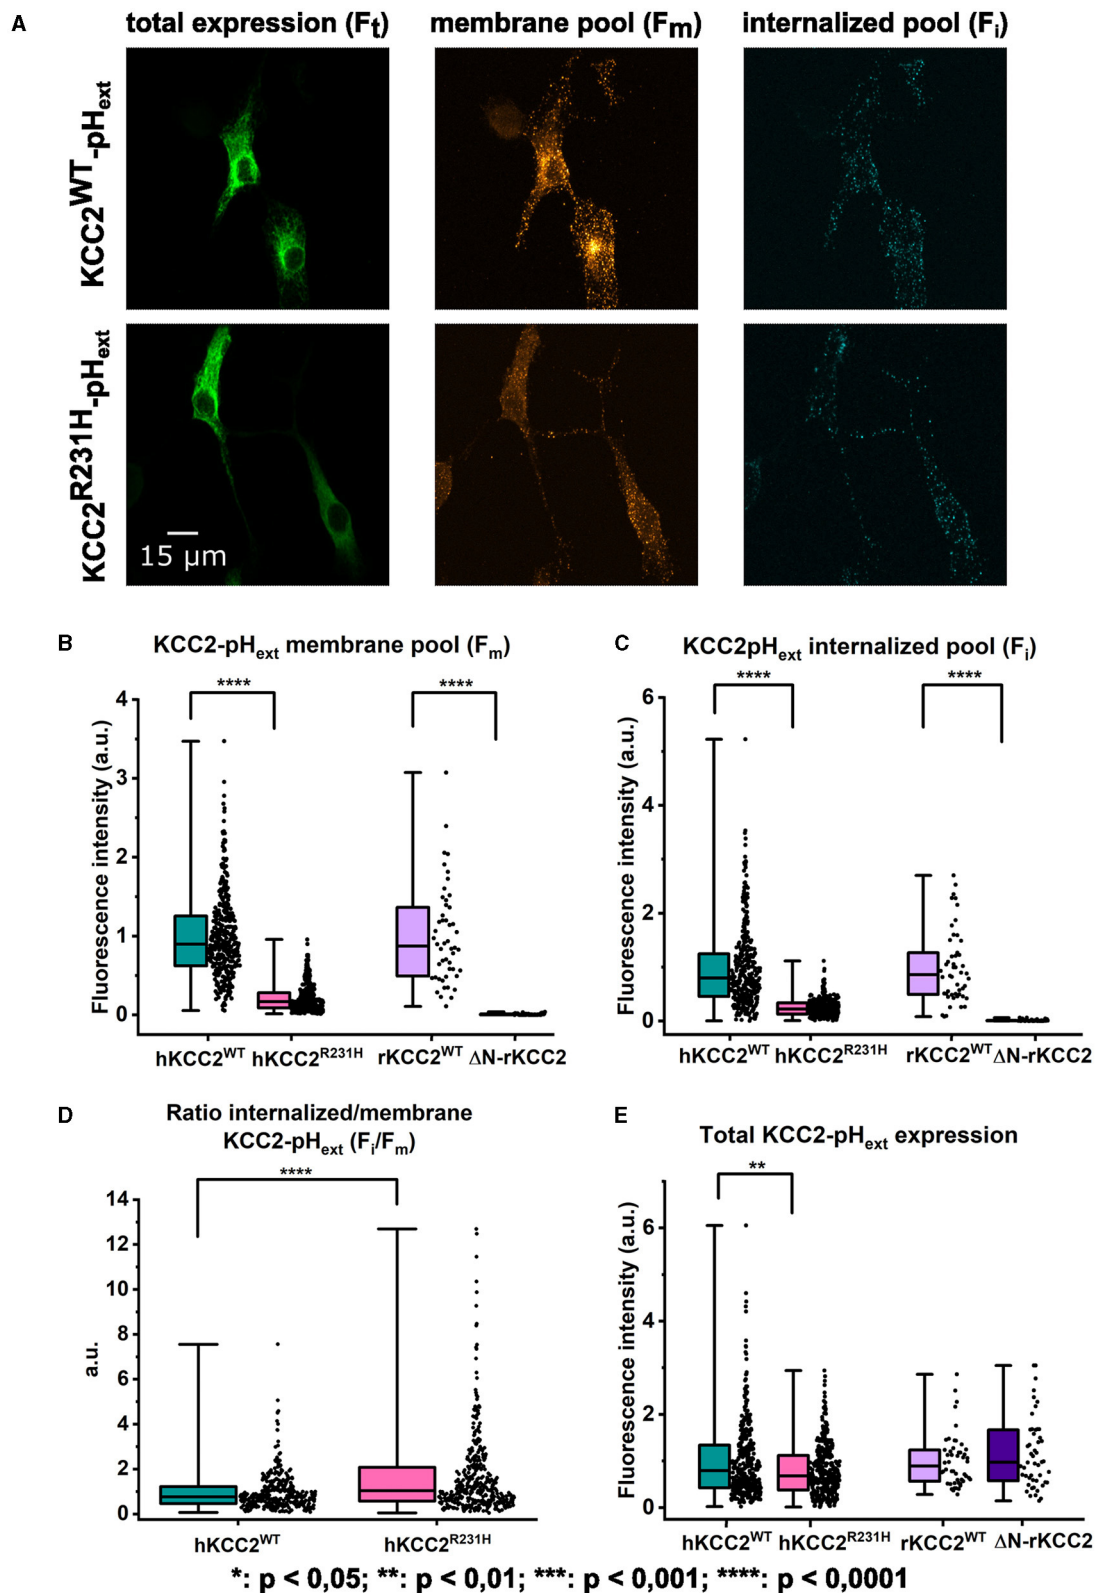 A
total expression (Ft) membrane pool (Fm) internalized pool (Fi)
KCC2WT-pHext
KCC2R231H-pHext
15 µm
B KCC2-pHext membrane pool (Fm)
Fluorescence intensity (a.u.)
****
****
4
3
2
1
0
hKCC2WT hKCC2R231H rKCC2WT ΔN-rKCC2
C KCC2pHext internalized pool (Fi)
Fluorescence intensity (a.u.)
****
****
6
4
2
0
hKCC2WT hKCC2R231H rKCC2WT ΔN-rKCC2
D Ratio internalized/membrane
KCC2-pHext (Fi/Fm)
a.u.
****
14
12
10
8
6
4
2
0
hKCC2WT hKCC2R231H
E Total KCC2-pHext expression
Fluorescence intensity (a.u.)
**
6
4
2
0
hKCC2WT hKCC2R231H rKCC2WT ΔN-rKCC2
*: p < 0,05; **: p < 0,01; ***: p < 0,001; ****: p < 0,0001